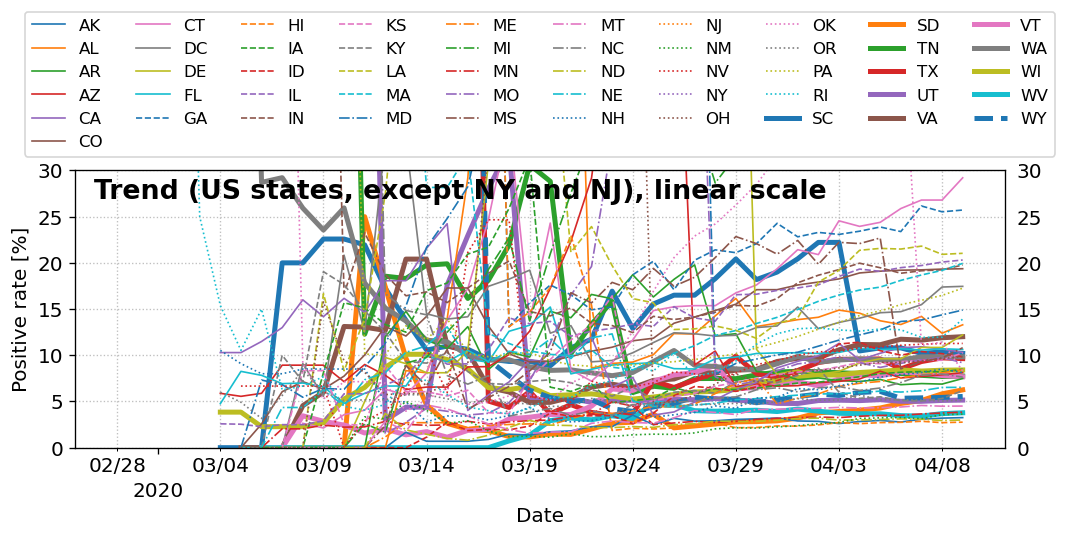 AK CT HI KS ME MT NJ OK SD VT
AL DC IA KY MI NC NM OR TN WA
AR DE ID LA MN ND NV PA TX WI
AZ FL IL MA MO NE NY RI UT WV
CA GA IN MD MS NH OH SC VA WY
CO
Trend (US states, except NY and NJ), linear scale
30 30
25 25
20 20
15 15
10 10
5 5
0 0
Positive rate [%]
02/28 03/04 03/09 03/14 03/19 03/24 03/29 04/03 04/08
2020
Date